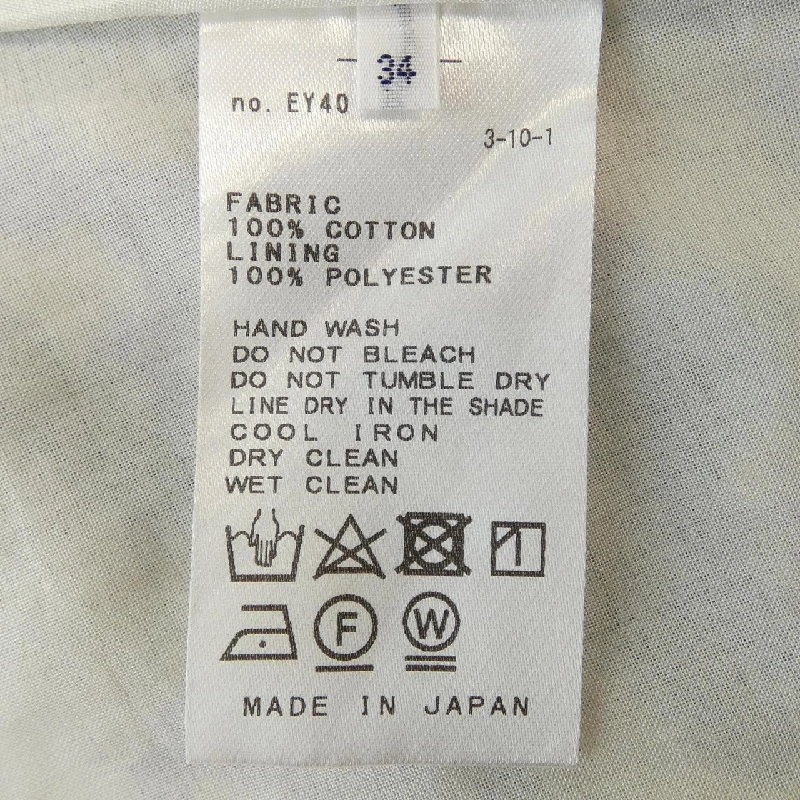 34
no. EY40
3-10-1
FABRIC
100% COTTON
LINING
100% POLYESTER
HAND WASH
DO NOT BLEACH
DO NOT TUMBLE DRY
LINE DRY IN THE SHADE
COOL IRON
DRY CLEAN
WET CLEAN
F W
MADE IN JAPAN